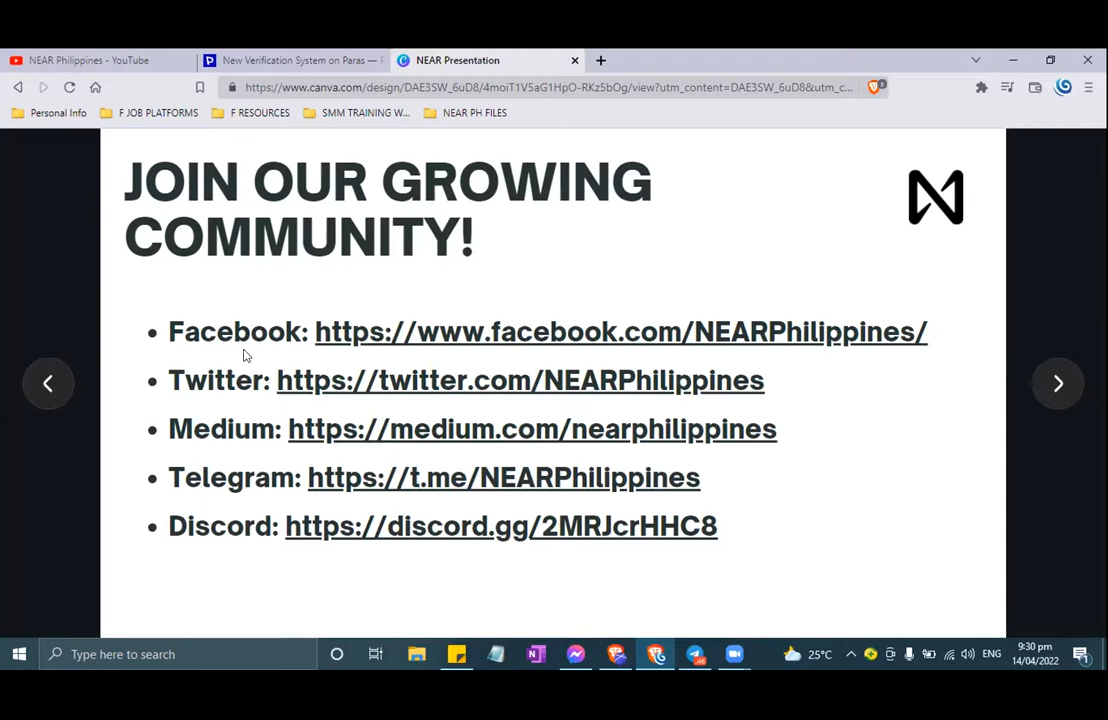 NEAR Philippines - YouTube
New Verification System on Paras — P
NEAR Presentation
https://www.canva.com/design/DAE3SW_6uD8/4moiT1V5aG1HpO-RKz5bOg/view?utm_content=DAE3SW_6uD8&utm_c...
Personal Info
F JOB PLATFORMS
F RESOURCES
SMM TRAINING W...
NEAR PH FILES
JOIN OUR GROWING
COMMUNITY!
• Facebook: https://www.facebook.com/NEARPhilippines/
• Twitter: https://twitter.com/NEARPhilippines
• Medium: https://medium.com/nearphilippines
• Telegram: https://t.me/NEARPhilippines
• Discord: https://discord.gg/2MRJcrHHC8
Type here to search
25°C
ENG
9:30 pm
14/04/2022